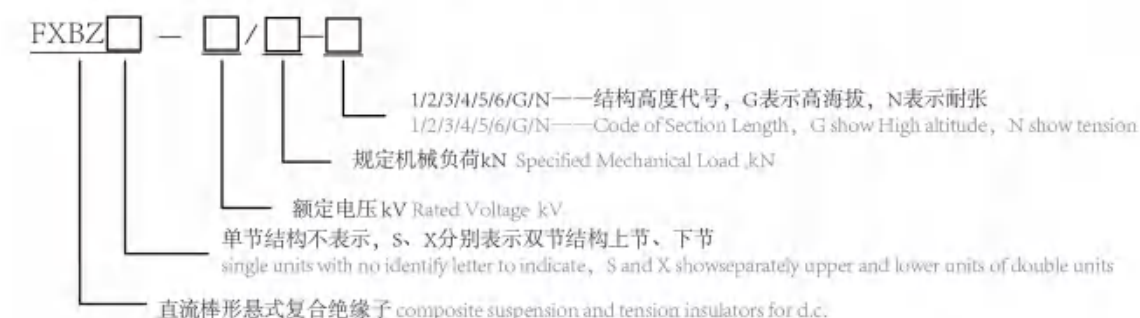 FXBZ□ - □/□-□
1/2/3/4/5/6/G/N——结构高度代号，G表示高海拔，N表示耐张
1/2/3/4/5/6/G/N——Code of Section Length，G show High altitude，N show tension
规定机械负荷kN Specified Mechanical Load ,kN
额定电压kV Rated Voltage kV
单节结构不表示，S、X分别表示双节结构上节、下节
single units with no identify letter to indicate，S and X showseparately upper and lower units of double units
直流棒形悬式复合绝缘子 composite suspension and tension insulators for d.c.